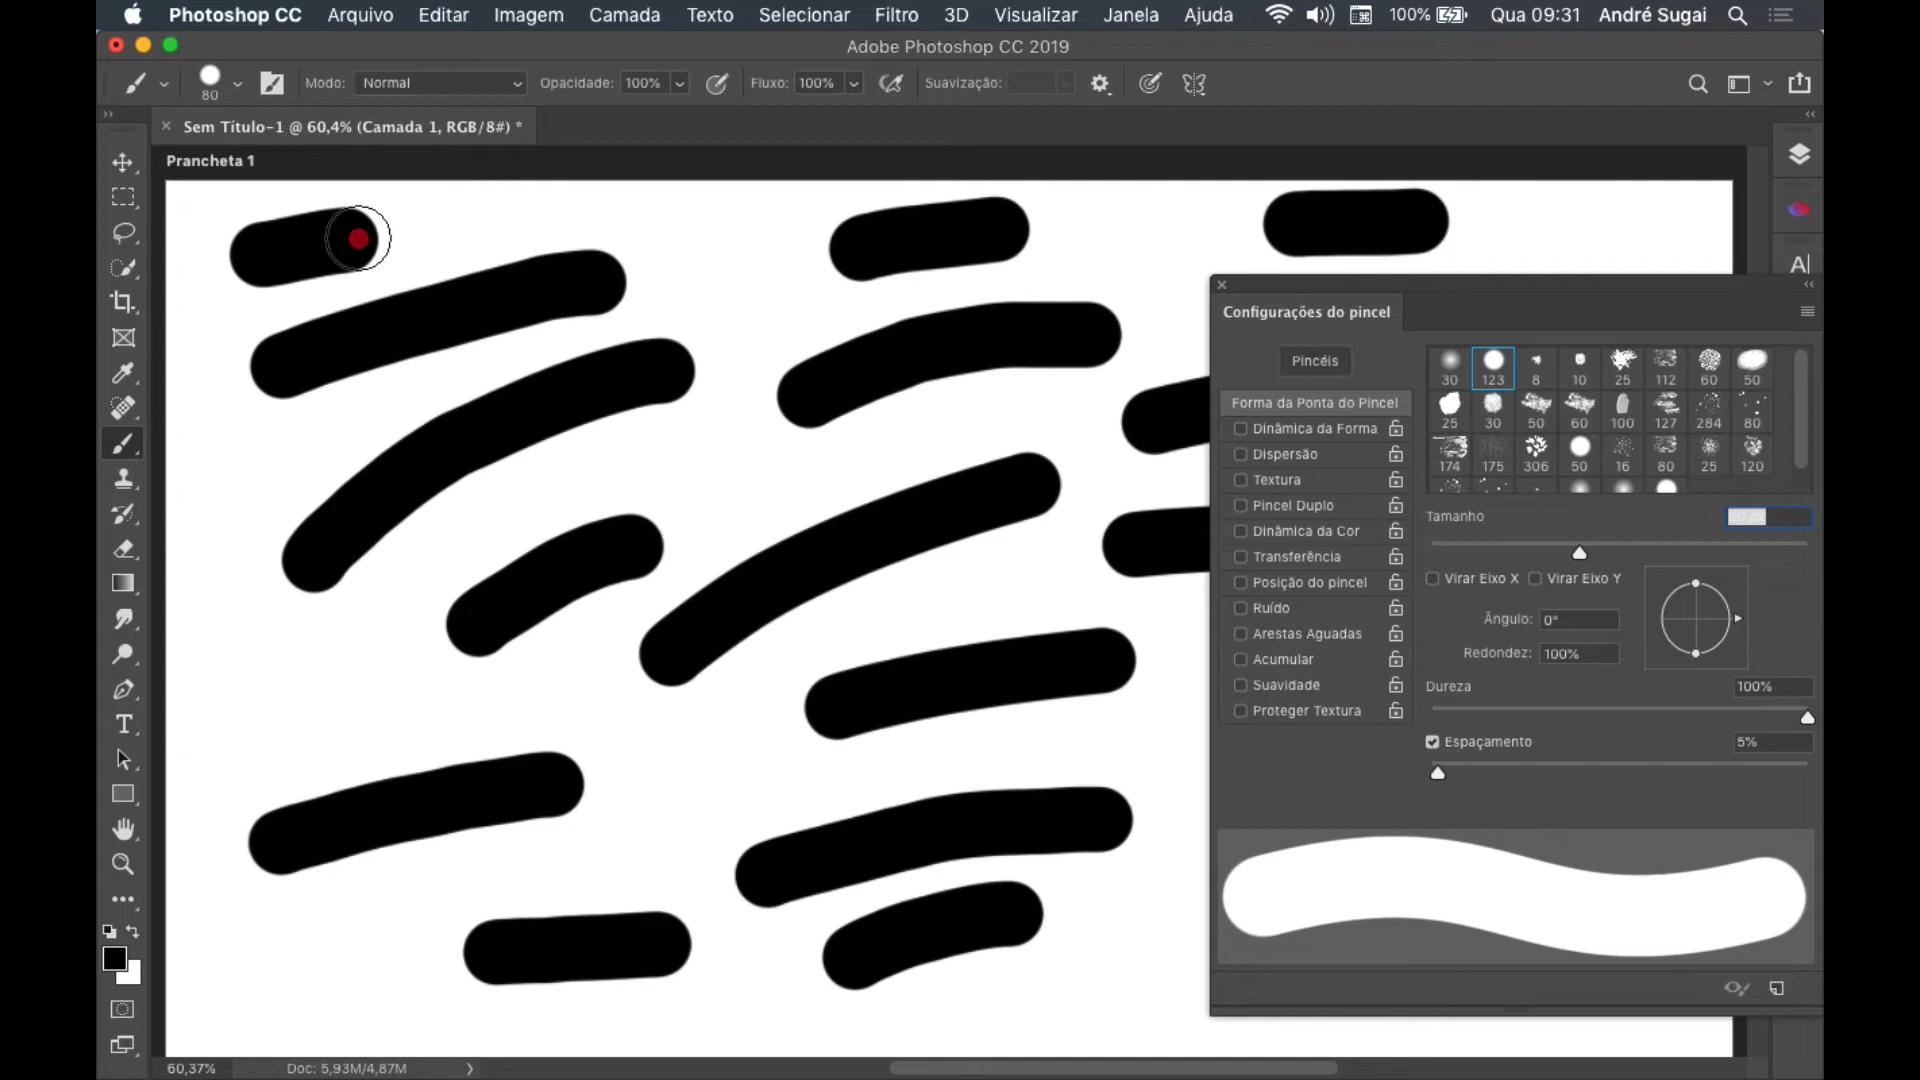 Photoshop CC Arquivo Editar Imagem Camada Texto Selecionar Filtro 3D Visualizar Janela Ajuda 100% Qua 09:31 André Sugai
Adobe Photoshop CC 2019
80 Modo: Normal Opacidade: 100% Fluxo: 100% Suavização:
Sem Título-1 @ 60,4% (Camada 1, RGB/8#) *
Prancheta 1
A
Configurações do pincel
Pincéis
30 123 8 10 25 112 60 50
25 30 50 60 100 127 284 80
174 175 306 50 16 80 25 120
Forma da Ponta do Pincel
Dinâmica da Forma
Dispersão
Textura
Pincel Duplo
Dinâmica da Cor
Transferência
Posição do pincel
Ruído
Arestas Aguadas
Acumular
Suavidade
Proteger Textura
Tamanho
Virar Eixo X Virar Eixo Y
Ângulo: 0°
Redondez: 100%
Dureza 100%
Espaçamento 5%
T
60,37% Doc: 5,93M/4,87M